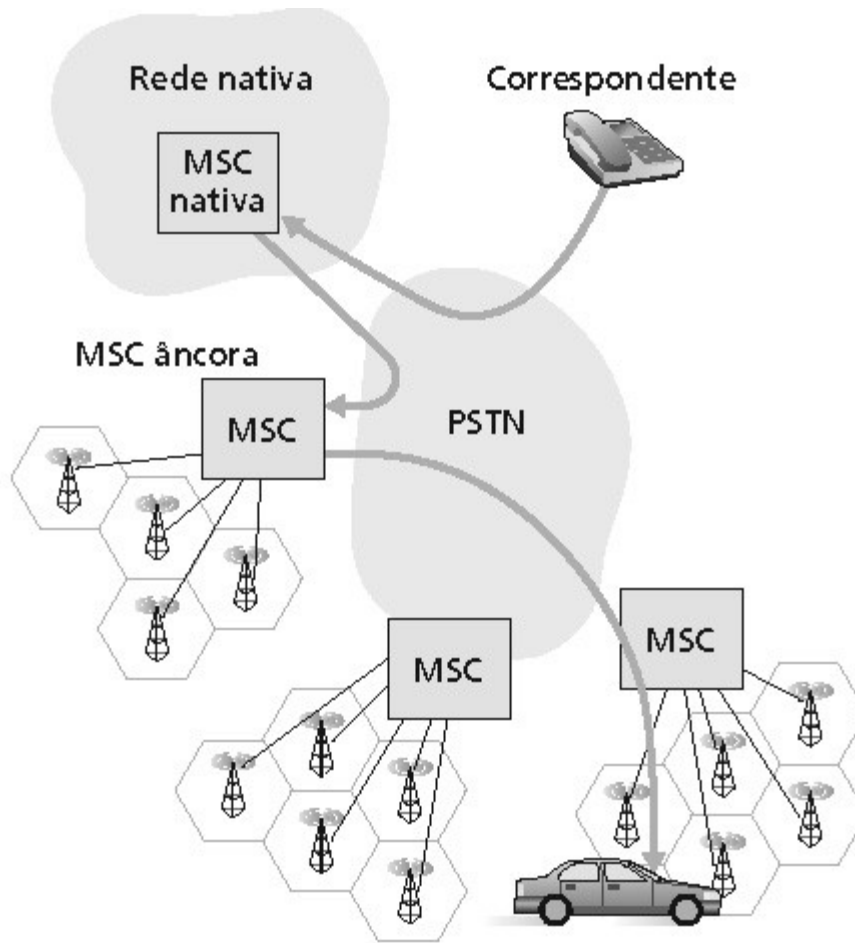 Rede nativa
Correspondente
MSC
nativa
MSC âncora
MSC
PSTN
MSC
MSC